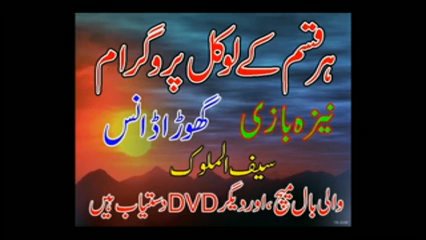 ہر قسم کے لوکل پروگرام
نیزہ بازی گھوڑا ڈانس
سیف الملوک
والی بال میچ ،اور دیگر DVD دستیاب ہیں